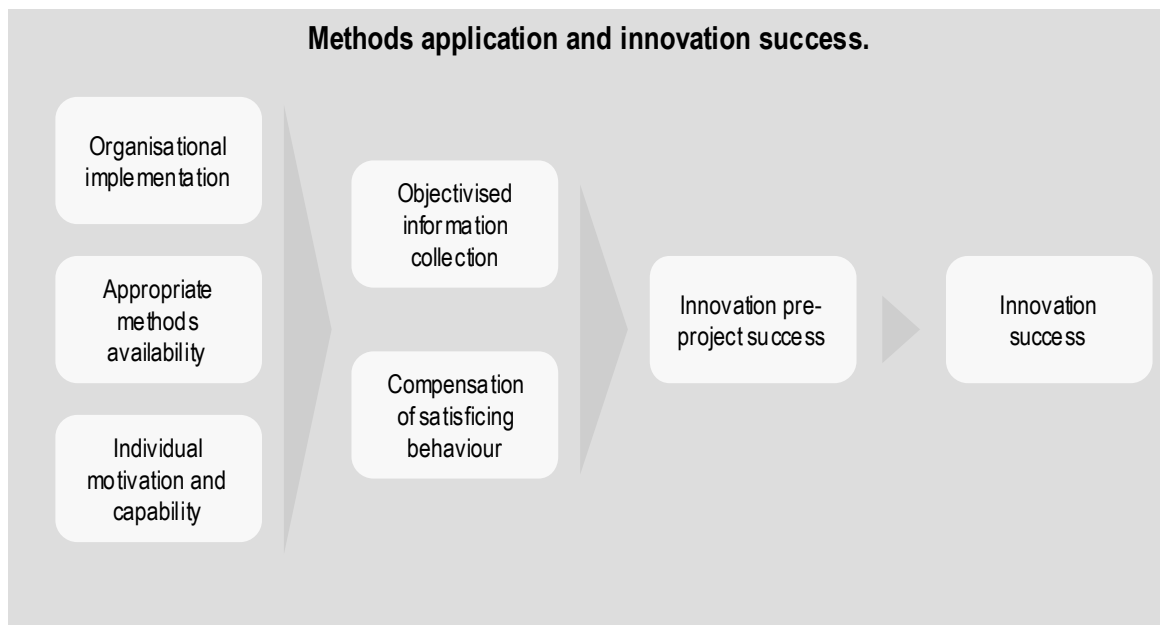 Methods application and innovation success.
Organisational
implementation
Appropriate
methods
availability
Individual
motivation and
capability
Objectivised
information
collection
Compensation
of satisficing
behaviour
Innovation pre-
project success
Innovation
success